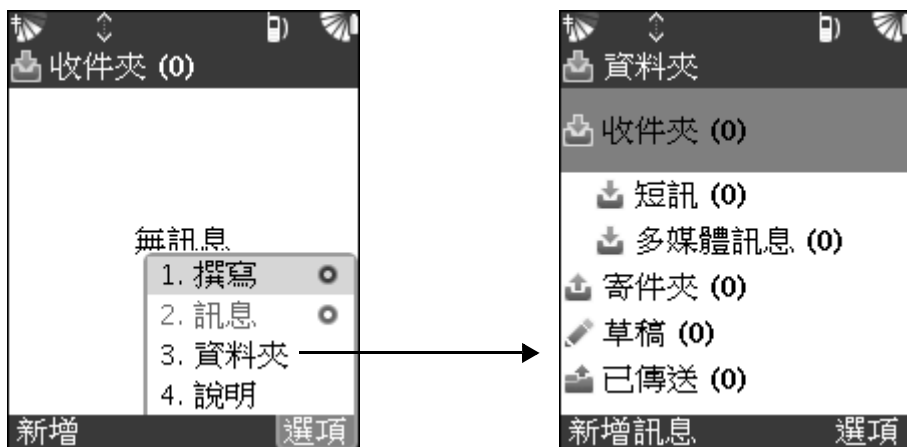 收件夾 (0)
無訊息
1. 撰寫
2. 訊息
3. 資料夾
4. 說明
新增
選項
資料夾
收件夾 (0)
短訊 (0)
多媒體訊息 (0)
寄件夾 (0)
草稿 (0)
已傳送 (0)
新增訊息
選項